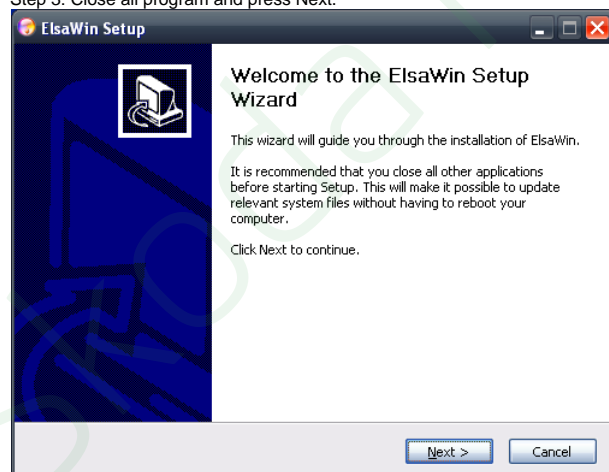 Step 3. Close all program and press Next.
ElsaWin Setup
Welcome to the ElsaWin Setup
Wizard
This wizard will guide you through the installation of ElsaWin.
It is recommended that you close all other applications
before starting Setup. This will make it possible to update
relevant system files without having to reboot your
computer.
Click Next to continue.
Next >
Cancel